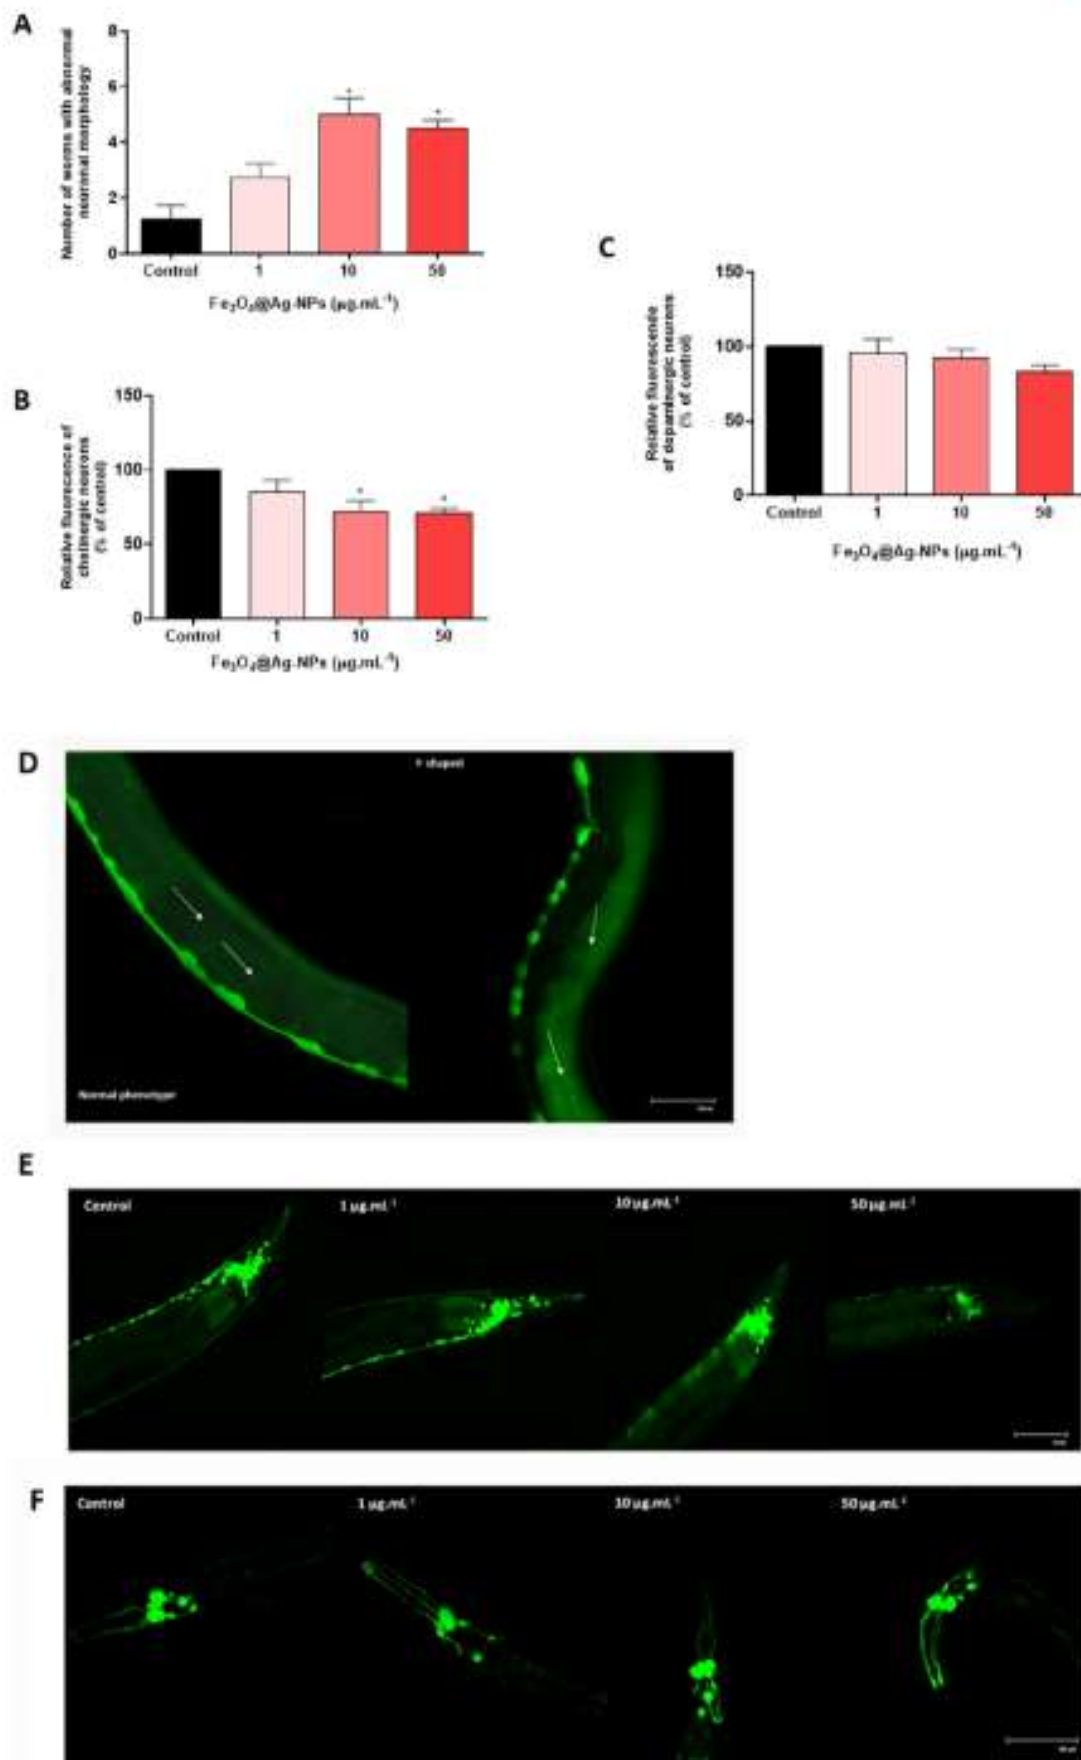 A
Number of worms with abnormal
neuronal morphology
8
6
4
2
0
Control 1 10 50
Fe₃O₄@Ag-NPs (µg.mL⁻¹)
B
Relative fluorescence of
cholinergic neurons
(% of control)
150
100
50
0
Control 1 10 50
Fe₃O₄@Ag-NPs (µg.mL⁻¹)
C
Relative fluorescence
of dopaminergic neurons
(% of control)
150
100
50
0
Control 1 10 50
Fe₃O₄@Ag-NPs (µg.mL⁻¹)
D
shaped
Normal phenotype
E
Control 1 µg.mL⁻¹ 10 µg.mL⁻¹ 50 µg.mL⁻¹
F
Control 1 µg.mL⁻¹ 10 µg.mL⁻¹ 50 µg.mL⁻¹